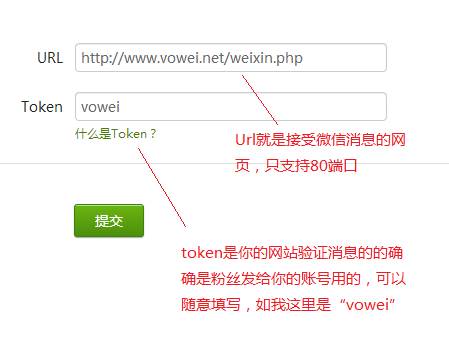 URL http://www.vowei.net/weixin.php
Token vowei
什么是Token？
Url就是接受微信消息的网
页，只支持80端口
提交
token是你的网站验证消息的的确
确是粉丝发给你的账号用的，可以
随意填写，如我这里是“vowei”